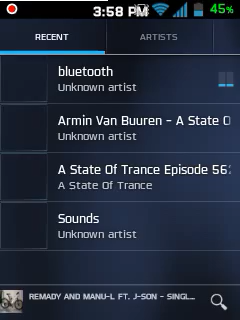 3:58 PM 45%
RECENT ARTISTS
bluetooth
Unknown artist
Armin Van Buuren - A State O
Unknown artist
A State Of Trance Episode 56
A State Of Trance
Sounds
Unknown artist
REMADY AND MANU-L FT. J-SON - SINGL...